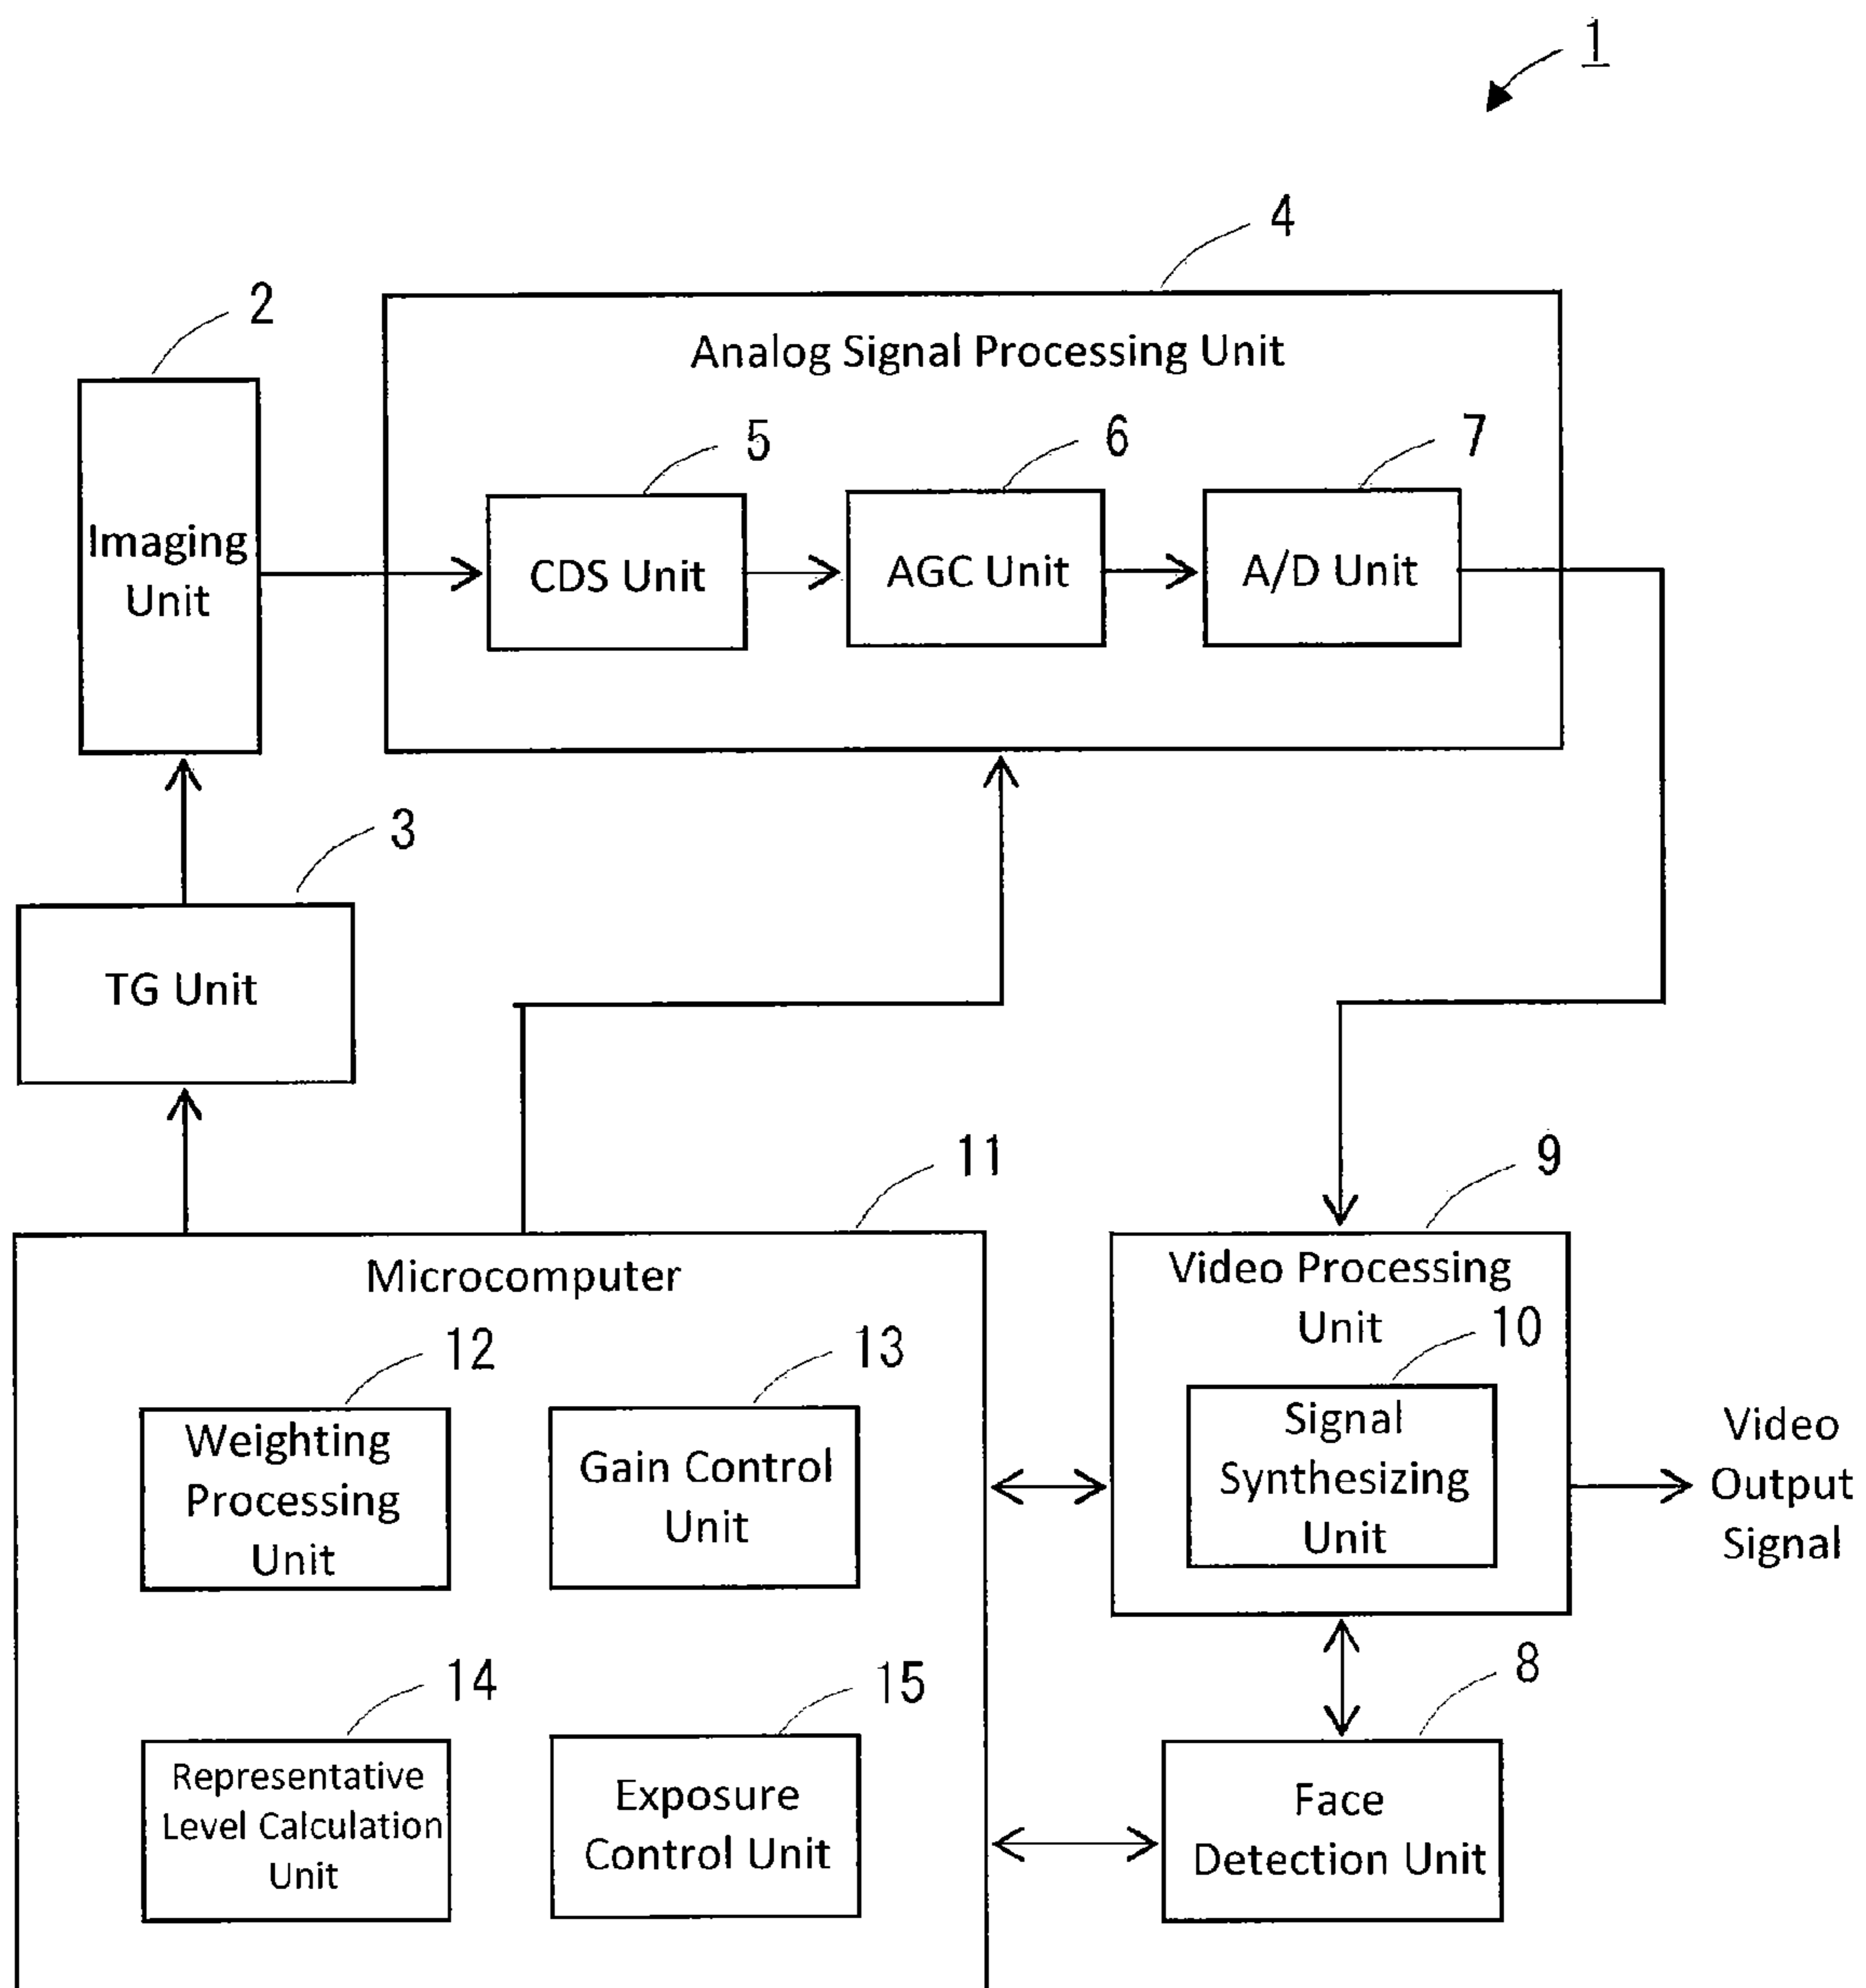 1
4
Analog Signal Processing Unit
2
Imaging
Unit
5
CDS Unit
6
AGC Unit
7
A/D Unit
3
TG Unit
11
Microcomputer
12
Weighting
Processing
Unit
13
Gain Control
Unit
14
Representative
Level Calculation
Unit
15
Exposure
Control Unit
9
Video Processing
Unit
10
Signal
Synthesizing
Unit
Video
Output
Signal
8
Face
Detection Unit